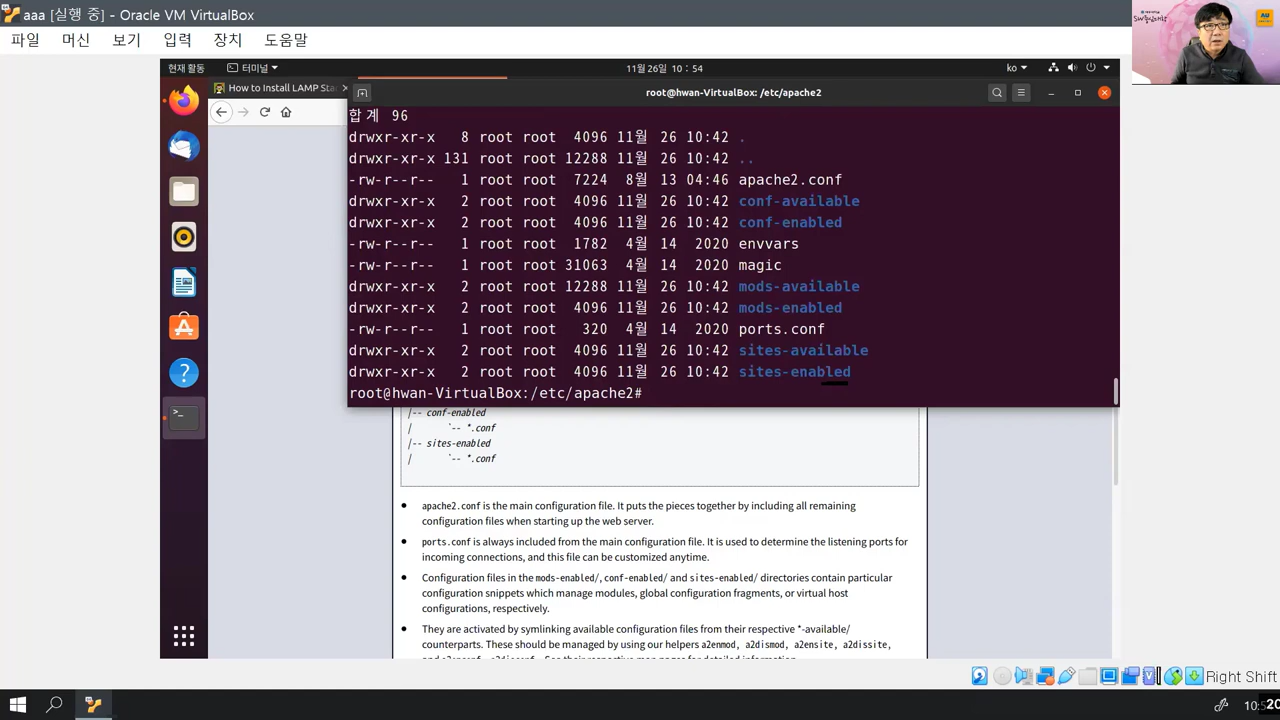 aaa [실행 중] - Oracle VM VirtualBox
파일 머신 보기 입력 장치 도움말
현재 활동 터미널 11월 26일 10 : 54 ko
How to Install LAMP Sta
root@hwan-VirtualBox: /etc/apache2
합계 96
drwxr-xr-x 8 root root 4096 11월 26 10:42 .
drwxr-xr-x 131 root root 12288 11월 26 10:42 ..
-rw-r--r-- 1 root root 7224 8월 13 04:46 apache2.conf
drwxr-xr-x 2 root root 4096 11월 26 10:42 conf-available
drwxr-xr-x 2 root root 4096 11월 26 10:42 conf-enabled
-rw-r--r-- 1 root root 1782 4월 14 2020 envvars
-rw-r--r-- 1 root root 31063 4월 14 2020 magic
drwxr-xr-x 2 root root 12288 11월 26 10:42 mods-available
drwxr-xr-x 2 root root 4096 11월 26 10:42 mods-enabled
-rw-r--r-- 1 root root 320 4월 14 2020 ports.conf
drwxr-xr-x 2 root root 4096 11월 26 10:42 sites-available
drwxr-xr-x 2 root root 4096 11월 26 10:42 sites-enabled
root@hwan-VirtualBox:/etc/apache2#
|-- conf-enabled
| `-- *.conf
|-- sites-enabled
| `-- *.conf
apache2.conf is the main configuration file. It puts the pieces together by including all remaining
configuration files when starting up the web server.
ports.conf is always included from the main configuration file. It is used to determine the listening ports for
incoming connections, and this file can be customized anytime.
Configuration files in the mods-enabled/, conf-enabled/ and sites-enabled/ directories contain particular
configuration snippets which manage modules, global configuration fragments, or virtual host
configurations, respectively.
They are activated by symlinking available configuration files from their respective *-available/
counterparts. These should be managed by using our helpers a2enmod, a2dismod, a2ensite, a2dissite,
Right Shift
SW중심대학